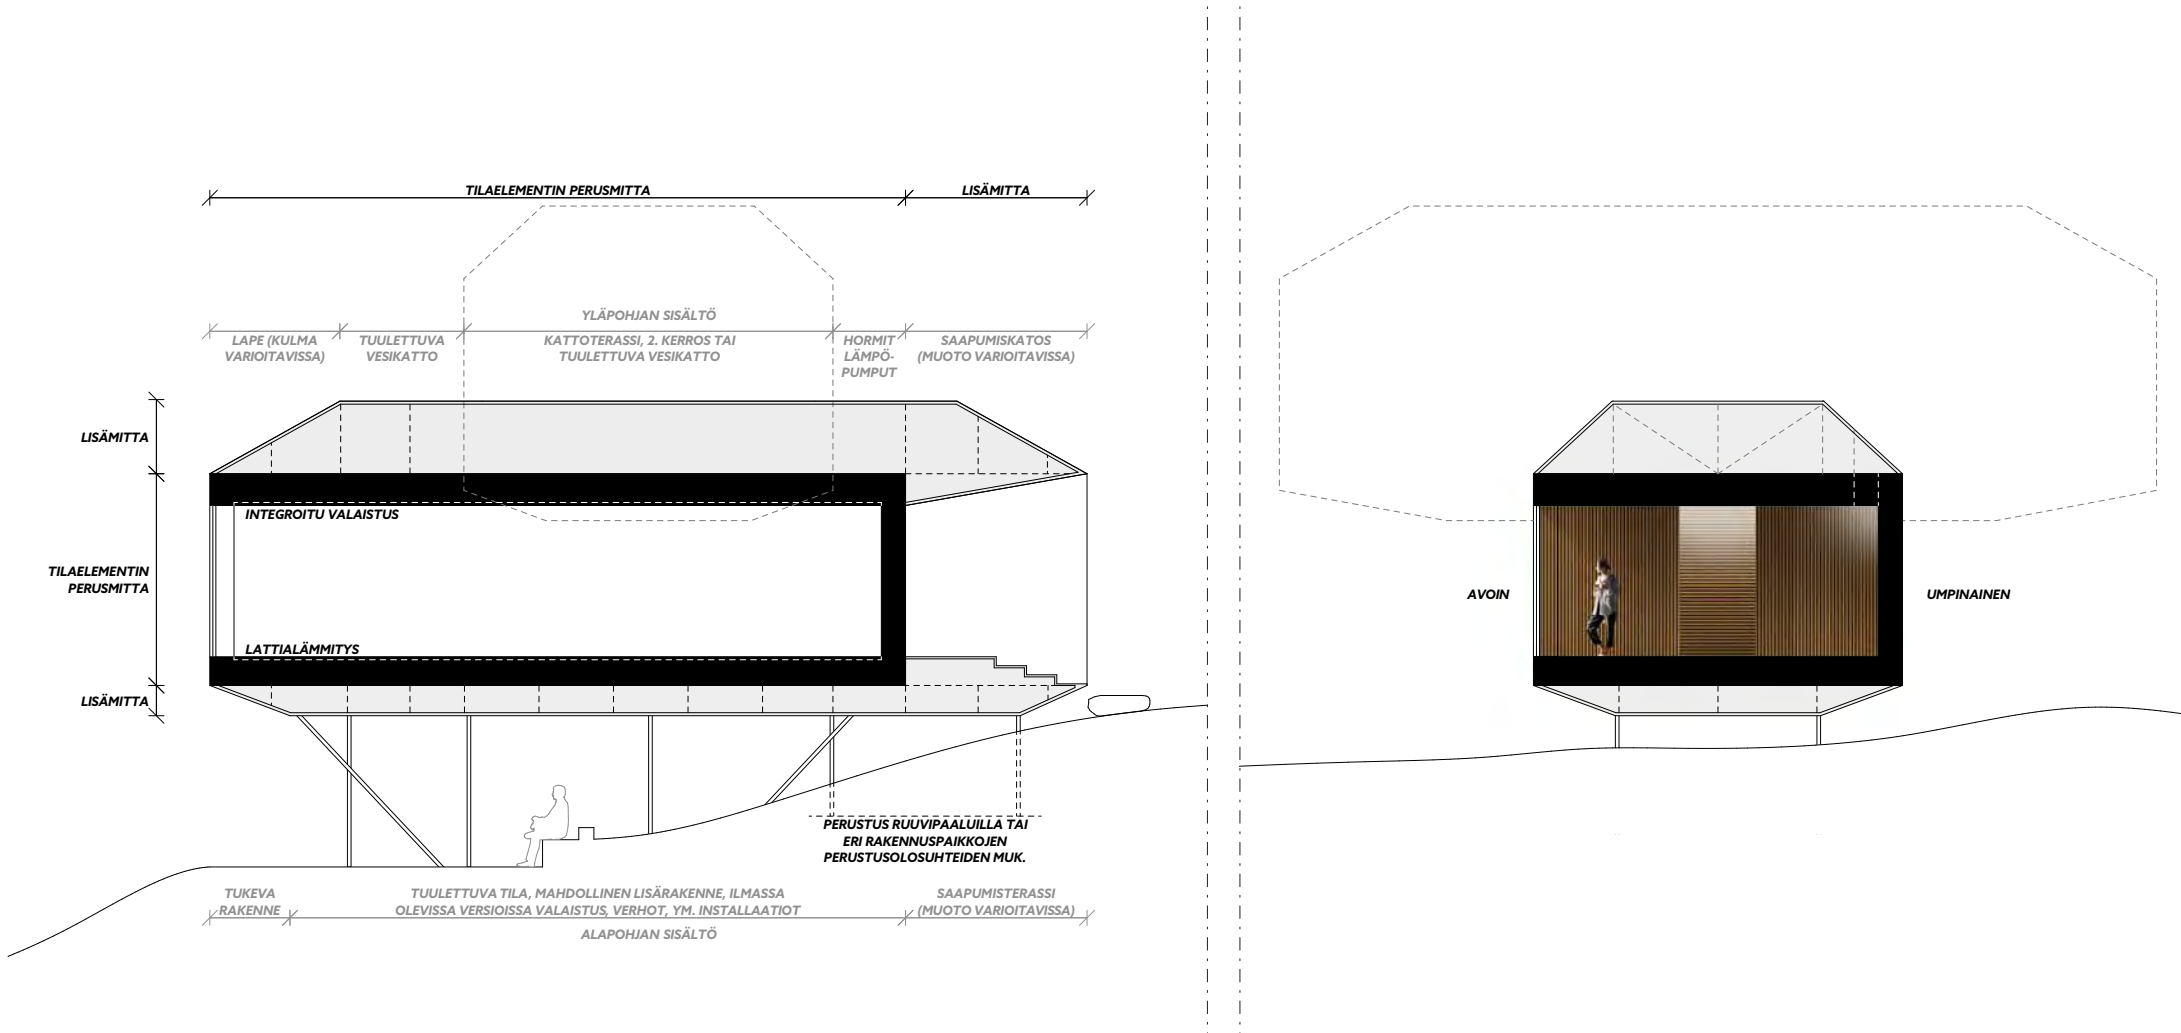 TILAELEMENTIN PERUSMITTA
LISÄMITTA
YLÄPOHJAN SISÄLTÖ
LAPE (KULMA
VARIOITAVISSA)
TUULETTUVA
VESIKATTO
KATTOTERASSI, 2. KERROS TAI
TUULETTUVA VESIKATTO
HORMIT
LÄMPÖ-
PUMPUT
SAAPUMISKATOS
(MUOTO VARIOITAVISSA)
LISÄMITTA
INTEGROITU VALAISTUS
TILAELEMENTIN
PERUSMITTA
LATTIALÄMMITYS
LISÄMITTA
PERUSTUS RUUVIPAALUILLA TAI
ERI RAKENNUSPAIKKOJEN
PERUSTUSOLOSUHTEIDEN MUK.
TUKEVA
RAKENNE
TUULETTUVA TILA, MAHDOLLINEN LISÄRAKENNE, ILMASSA
OLEVISSA VERSIOISSA VALAISTUS, VERHOT, YM. INSTALLAATIOT
SAAPUMISTERASSI
(MUOTO VARIOITAVISSA)
ALAPOHJAN SISÄLTÖ
AVOIN
UMPINAINEN